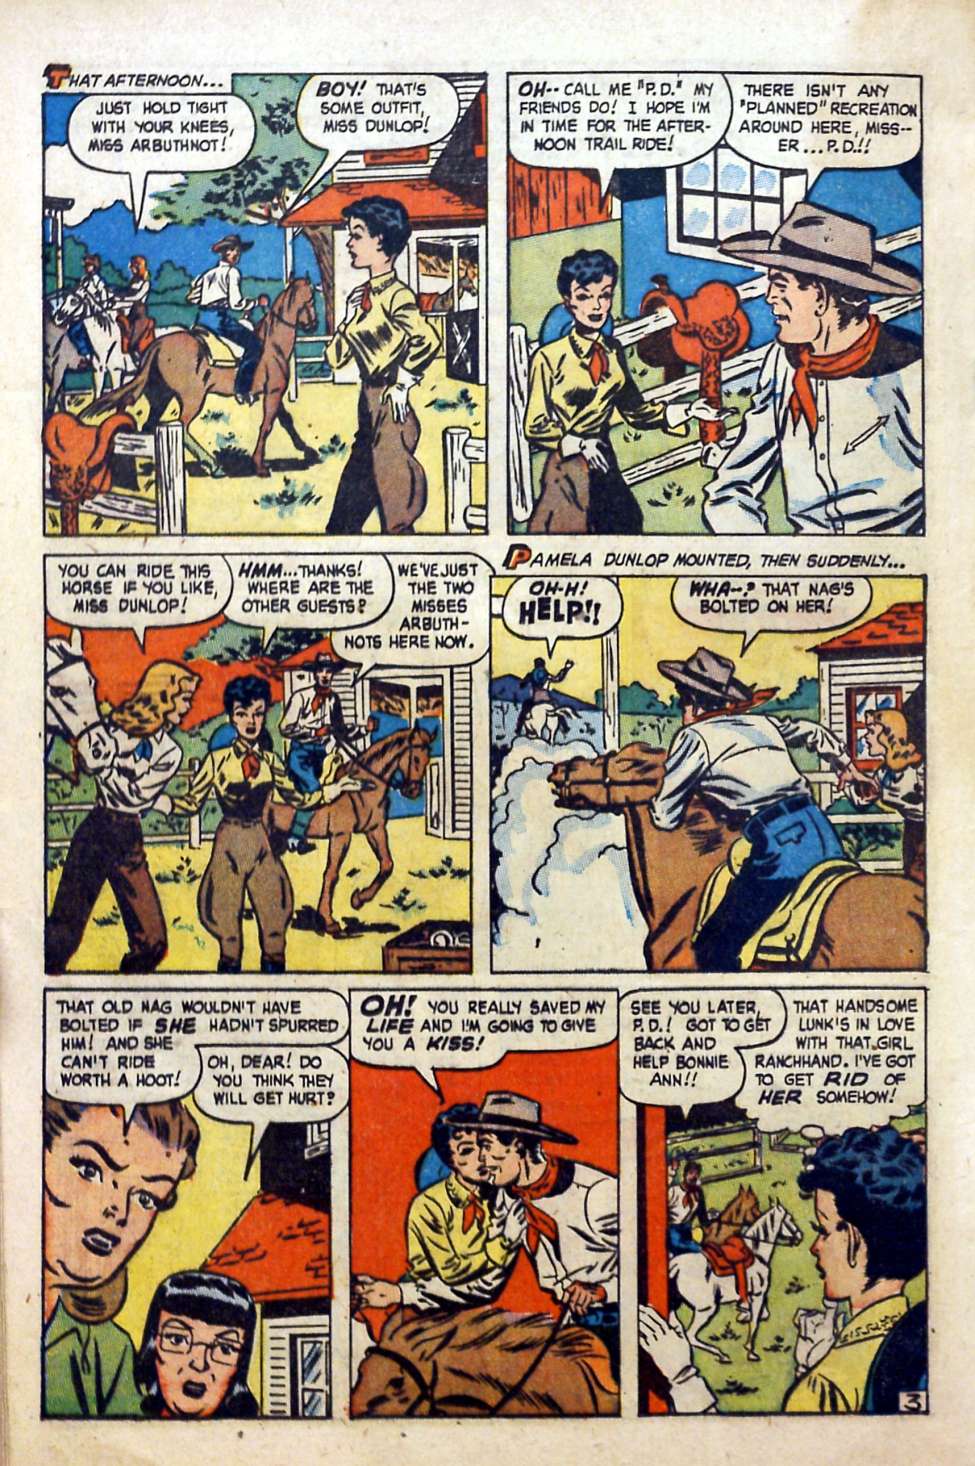 THAT AFTERNOON...
JUST HOLD TIGHT
WITH YOUR KNEES,
MISS ARBUTHNOT!
BOY! THAT'S
SOME OUTFIT,
MISS DUNLOP!
OH-- CALL ME "P.D." MY
FRIENDS DO! I HOPE I'M
IN TIME FOR THE AFTER-
NOON TRAIL RIDE!
THERE ISN'T ANY
"PLANNED" RECREATION
AROUND HERE, MISS--
ER... P.D.!!
YOU CAN RIDE THIS
HORSE IF YOU LIKE,
MISS DUNLOP!
HMM...THANKS!
WHERE ARE THE
OTHER GUESTS?
WE'VE JUST
THE TWO
MISSES
ARBUTH-
NOTS HERE NOW.
PAMELA DUNLOP MOUNTED, THEN SUDDENLY...
OH-H!
HELP!!
WHA--? THAT NAG'S
BOLTED ON HER!
THAT OLD NAG WOULDN'T HAVE
BOLTED IF SHE HADN'T SPURRED
HIM! AND SHE
CAN'T RIDE
WORTH A HOOT!
OH, DEAR! DO
YOU THINK THEY
WILL GET HURT?
OH! YOU REALLY SAVED MY
LIFE AND I'M GOING TO GIVE
YOU A KISS!
SEE YOU LATER,
P.D.! GOT TO GET
BACK AND
HELP BONNIE
ANN!!
THAT HANDSOME
LUNK'S IN LOVE
WITH THAT GIRL
RANCHHAND. I'VE GOT
TO GET RID OF
HER SOMEHOW!
3